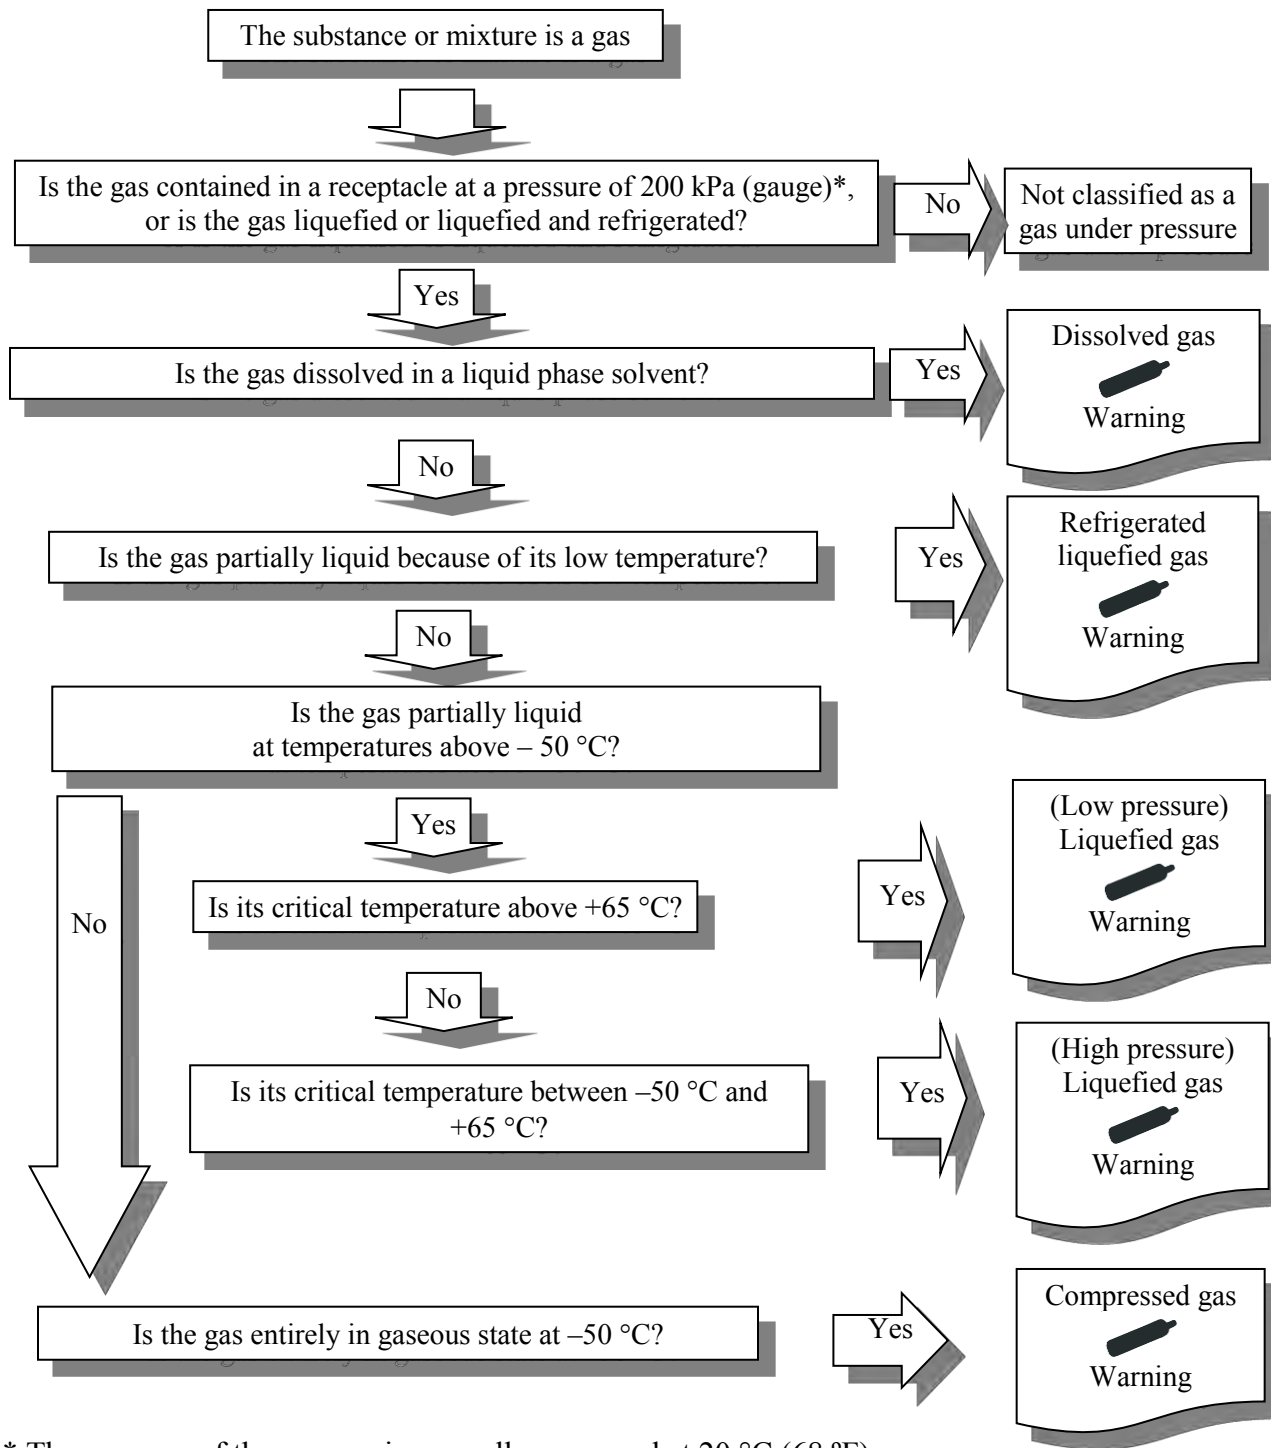 The substance or mixture is a gas
Is the gas contained in a receptacle at a pressure of 200 kPa (gauge)*,
or is the gas liquefied or liquefied and refrigerated?
No
Not classified as a
gas under pressure
Yes
Is the gas dissolved in a liquid phase solvent?
Yes
Dissolved gas
Warning
No
Is the gas partially liquid because of its low temperature?
Yes
Refrigerated
liquefied gas
Warning
No
Is the gas partially liquid
at temperatures above – 50 °C?
No
Yes
Is its critical temperature above +65 °C?
Yes
(Low pressure)
Liquefied gas
Warning
No
Is its critical temperature between –50 °C and
+65 °C?
Yes
(High pressure)
Liquefied gas
Warning
Is the gas entirely in gaseous state at –50 °C?
Yes
Compressed gas
Warning